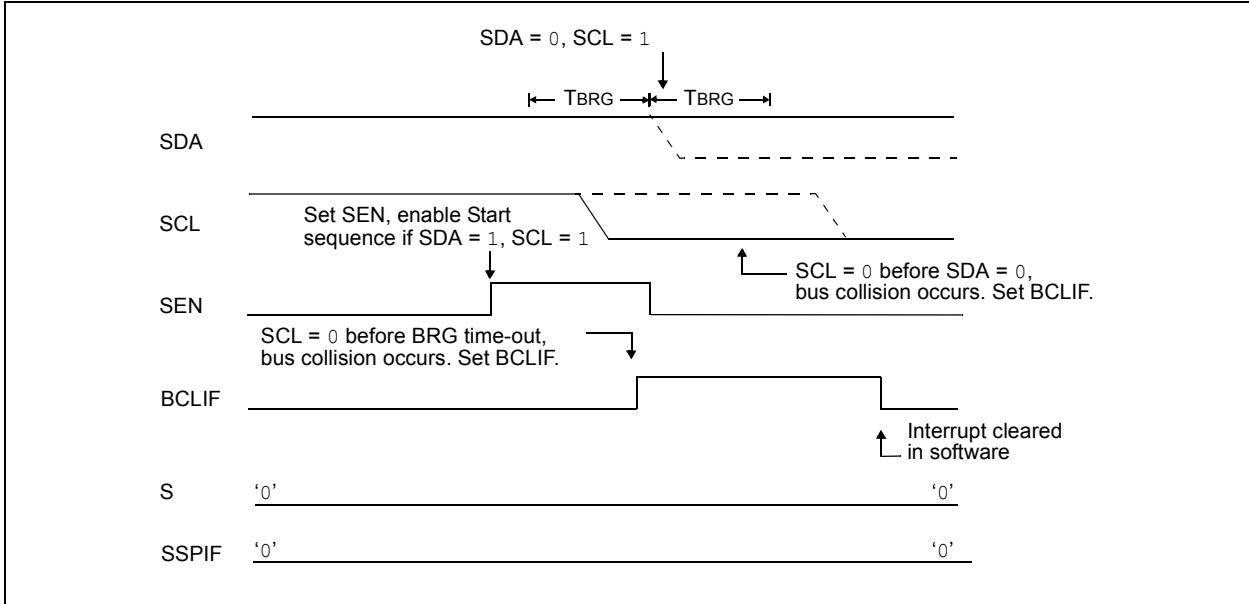 SDA = 0, SCL = 1
TBRG TBRG
SDA
SCL
Set SEN, enable Start
sequence if SDA = 1, SCL = 1
SCL = 0 before SDA = 0,
bus collision occurs. Set BCLIF.
SEN
SCL = 0 before BRG time-out,
bus collision occurs. Set BCLIF.
BCLIF
Interrupt cleared
in software
S ‘0’ ‘0’
SSPIF ‘0’ ‘0’